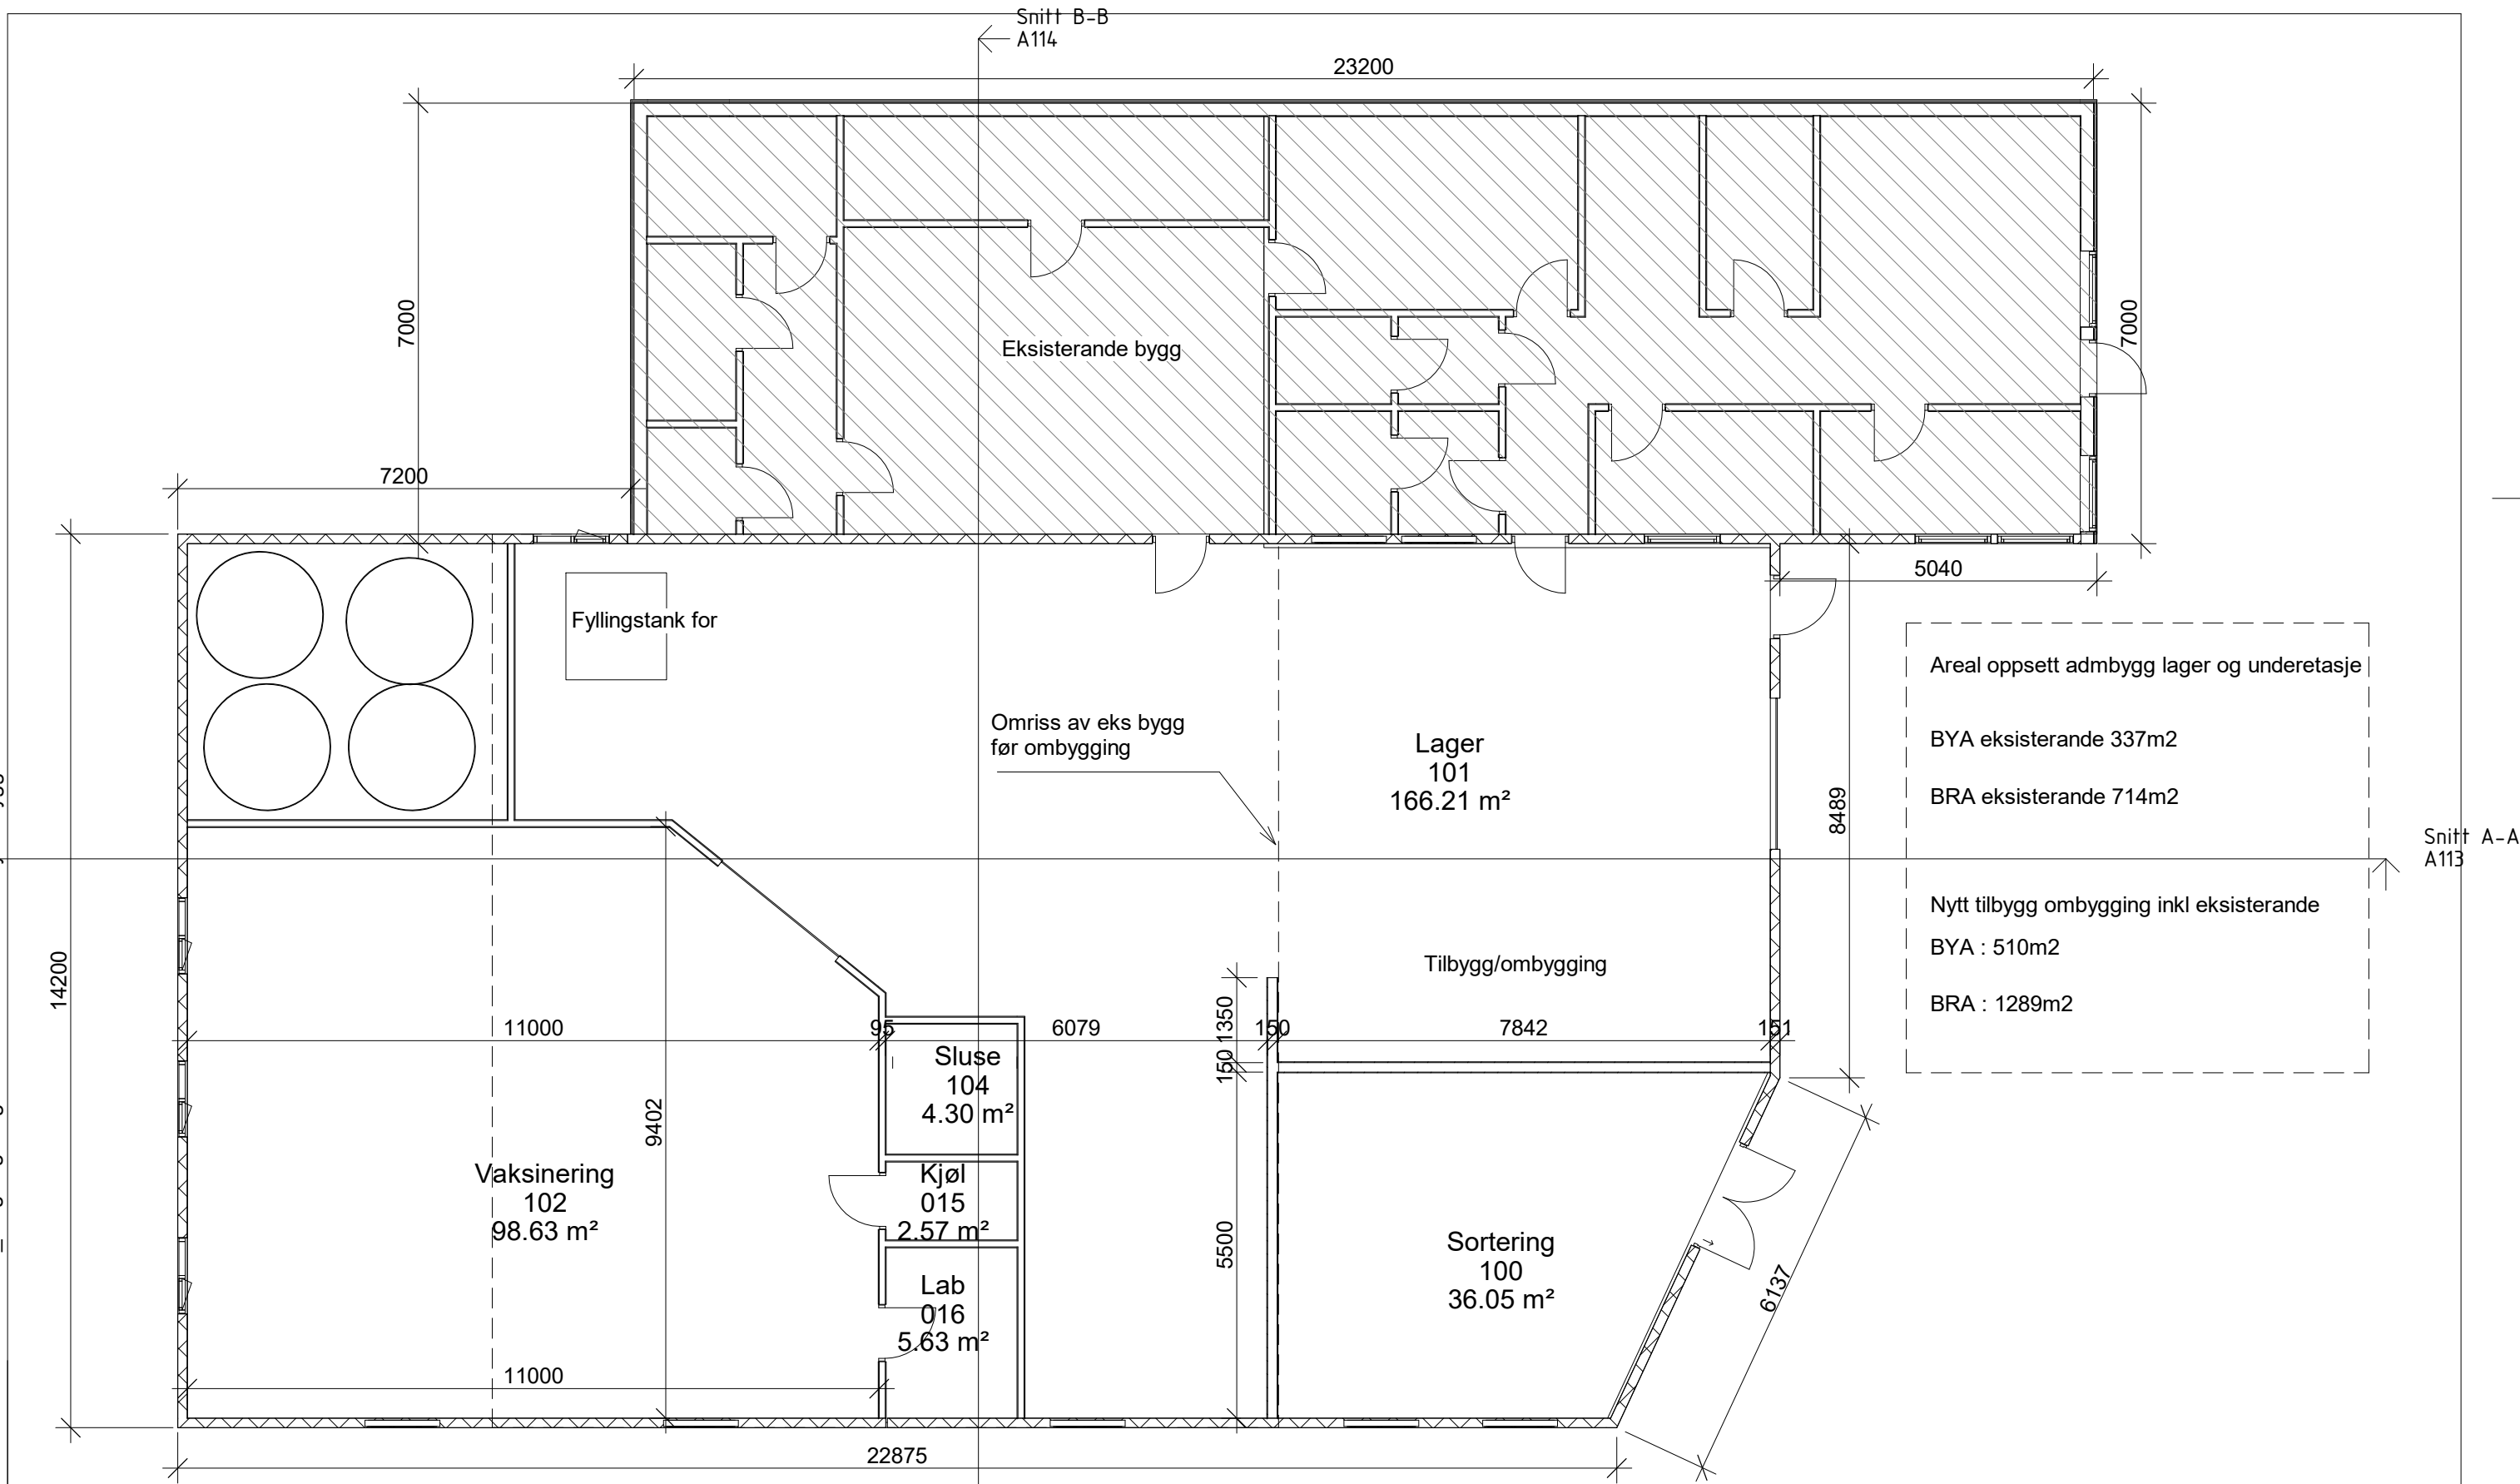 Snitt B-B
A114
23200
7000
7000
Eksisterande bygg
7200
5040
Fyllingstank for
Areal oppsett admbygg lager og underetasje
BYA eksisterande 337m2
BRA eksisterande 714m2
Omriss av eks bygg
før ombygging
Lager
101
166.21 m²
8489
Snitt A-A
A113
Nytt tilbygg ombygging inkl eksisterande
BYA : 510m2
BRA : 1289m2
14200
Tilbygg/ombygging
11000
95
6079
150
1350
150
7842
151
Sluse
104
4.30 m²
9402
Vaksinering
102
98.63 m²
Kjøl
015
2.57 m²
5500
Sortering
100
36.05 m²
6137
Lab
016
5.63 m²
11000
22875